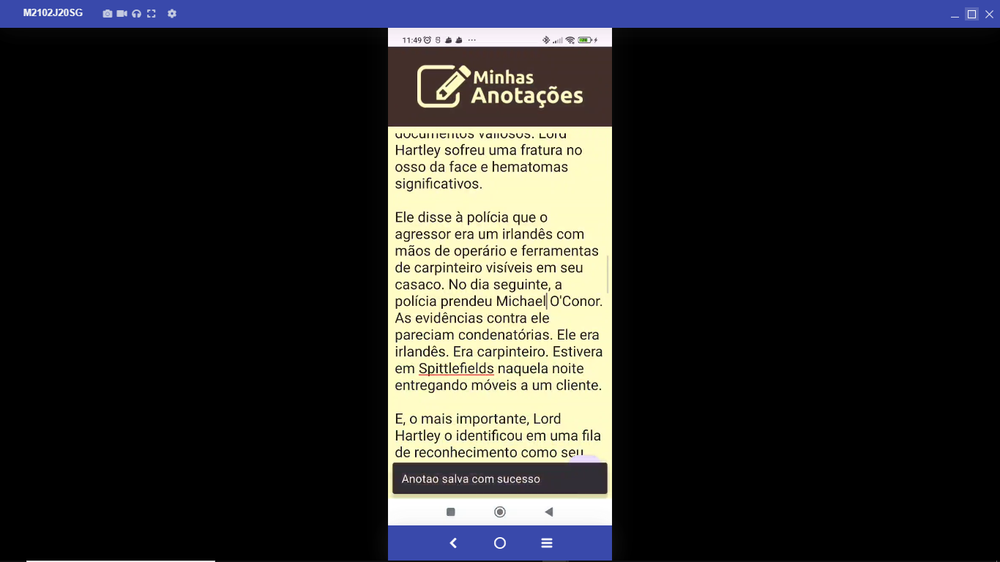 M2102J20SG
11:49
Minhas
Anotações
documentos valiosos. Lord
Hartley sofreu uma fratura no
osso da face e hematomas
significativos.
Ele disse à polícia que o
agressor era um irlandês com
mãos de operário e ferramentas
de carpinteiro visíveis em seu
casaco. No dia seguinte, a
polícia prendeu Michael O'Conor.
As evidências contra ele
pareciam condenatórias. Ele era
irlandês. Era carpinteiro. Estivera
em Spittlefields naquela noite
entregando móveis a um cliente.
E, o mais importante, Lord
Hartley o identificou em uma fila
de reconhecimento como seu
Anotao salva com sucesso